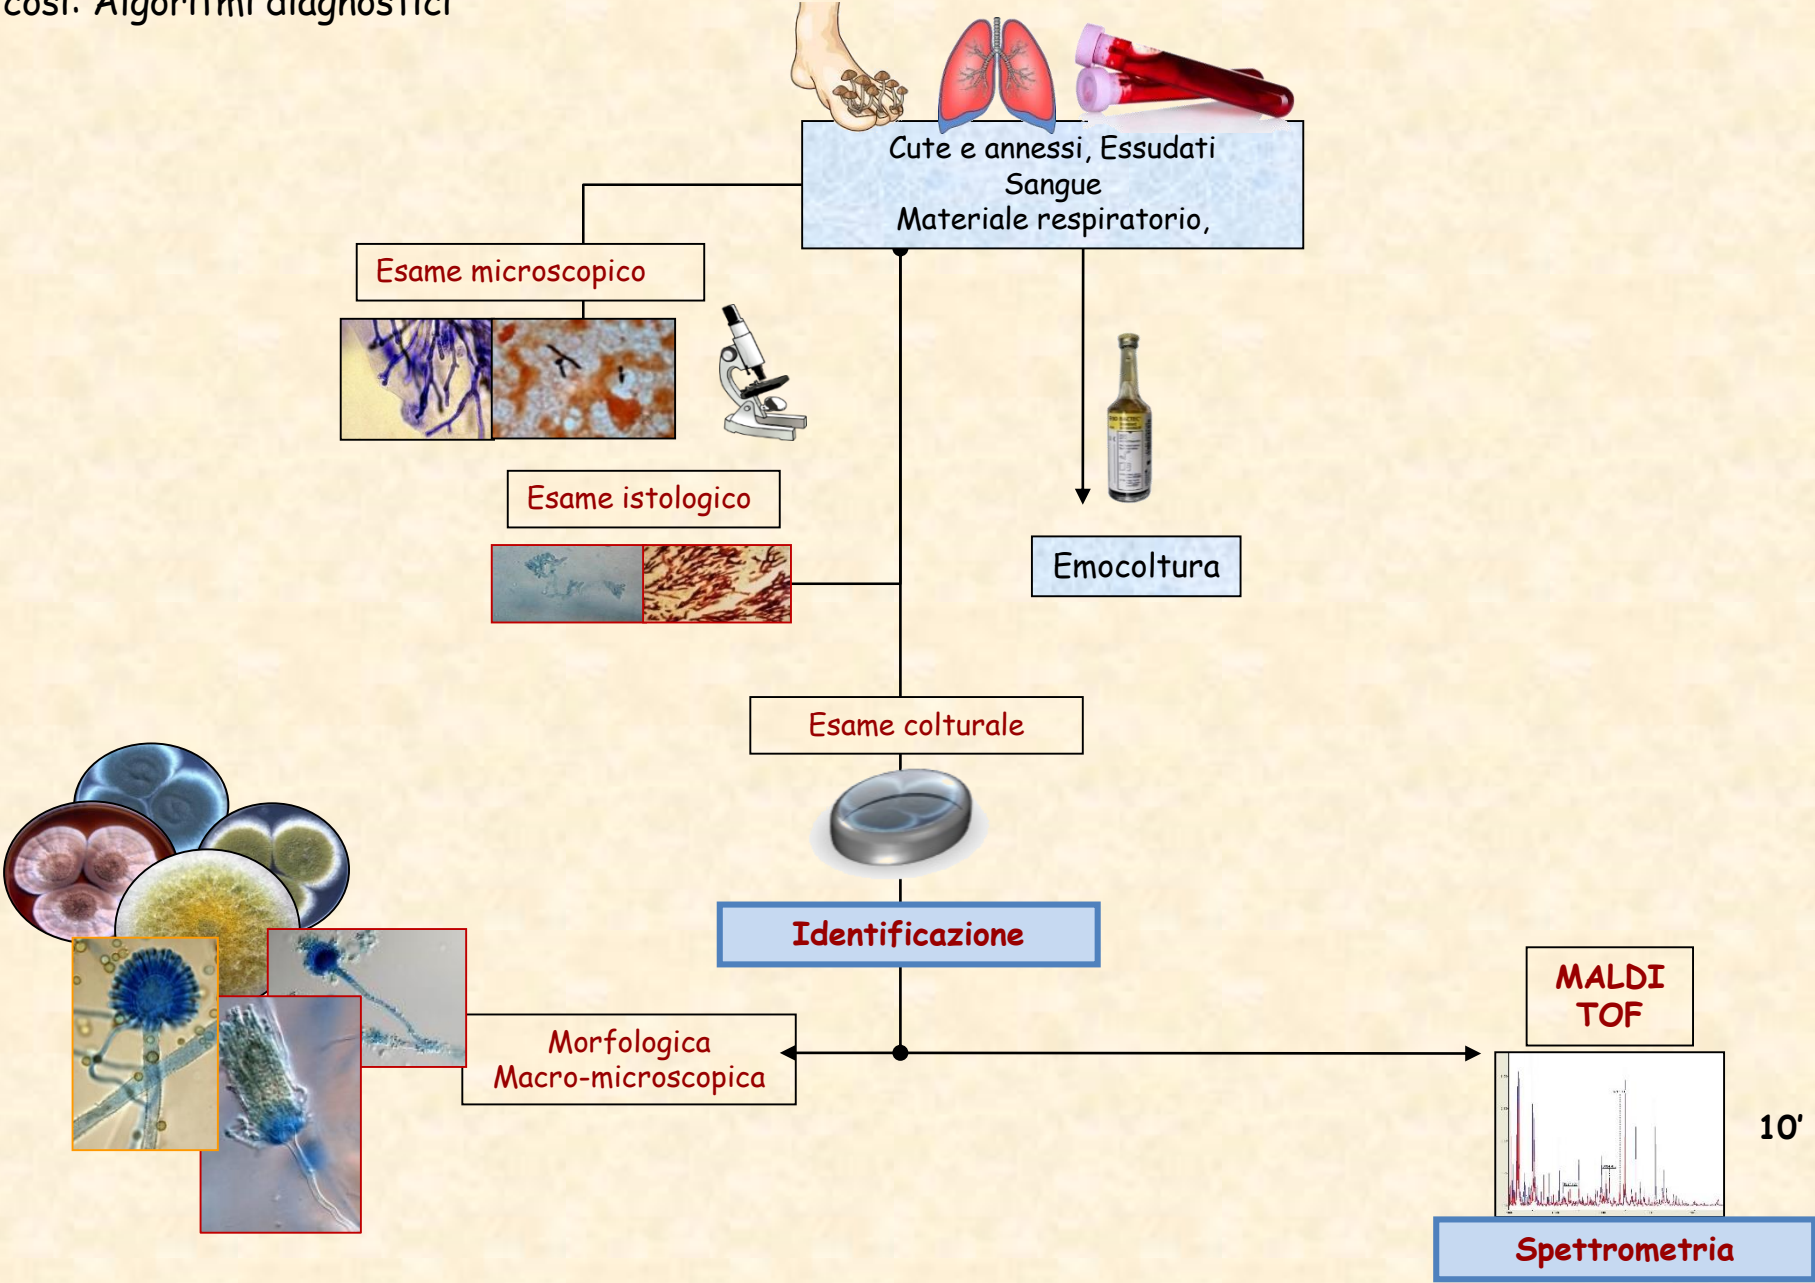 cosi: Algoritmi diagnostici
Cute e annessi, Essudati
Sangue
Materiale respiratorio,
Esame microscopico
Esame istologico
Emocoltura
Esame colturale
Identificazione
MALDI
TOF
Morfologica
Macro-microscopica
10'
Spettrometria